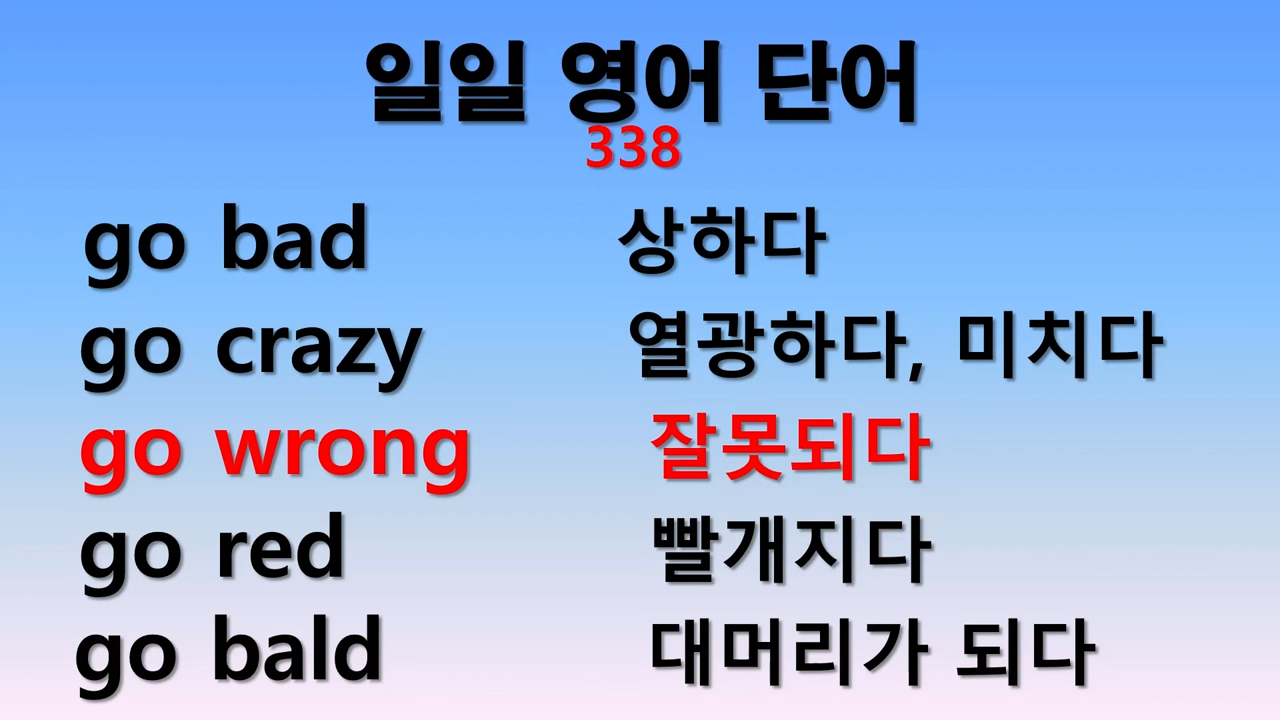 일일 영어 단어
338
go bad 상하다
go crazy 열광하다, 미치다
go wrong 잘못되다
go red 빨개지다
go bald 대머리가 되다